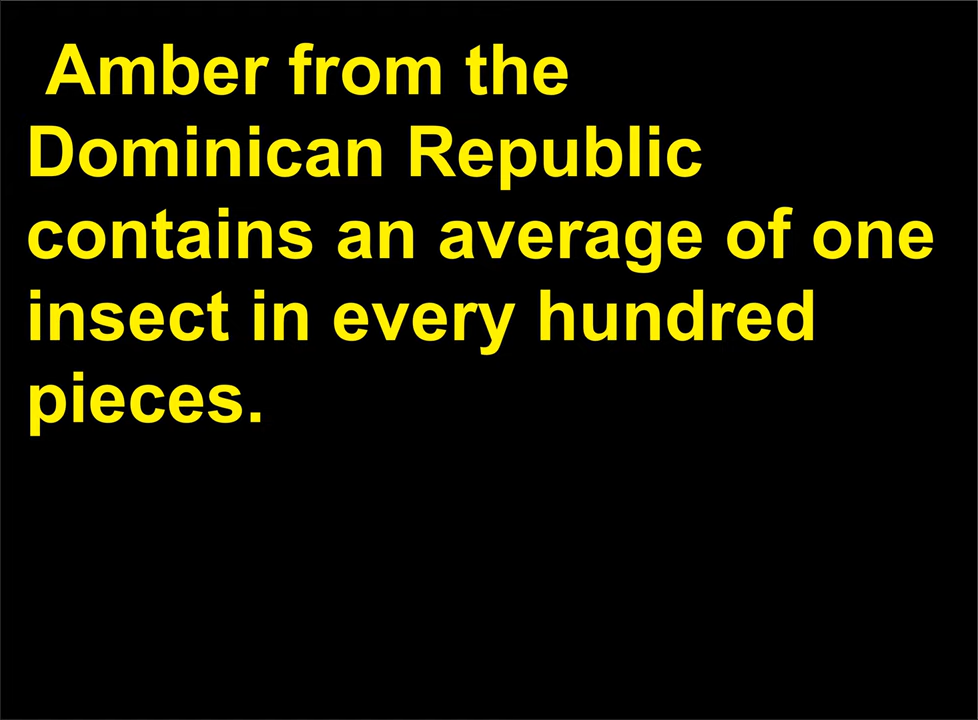 Amber from the
Dominican Republic
contains an average of one
insect in every hundred
pieces.